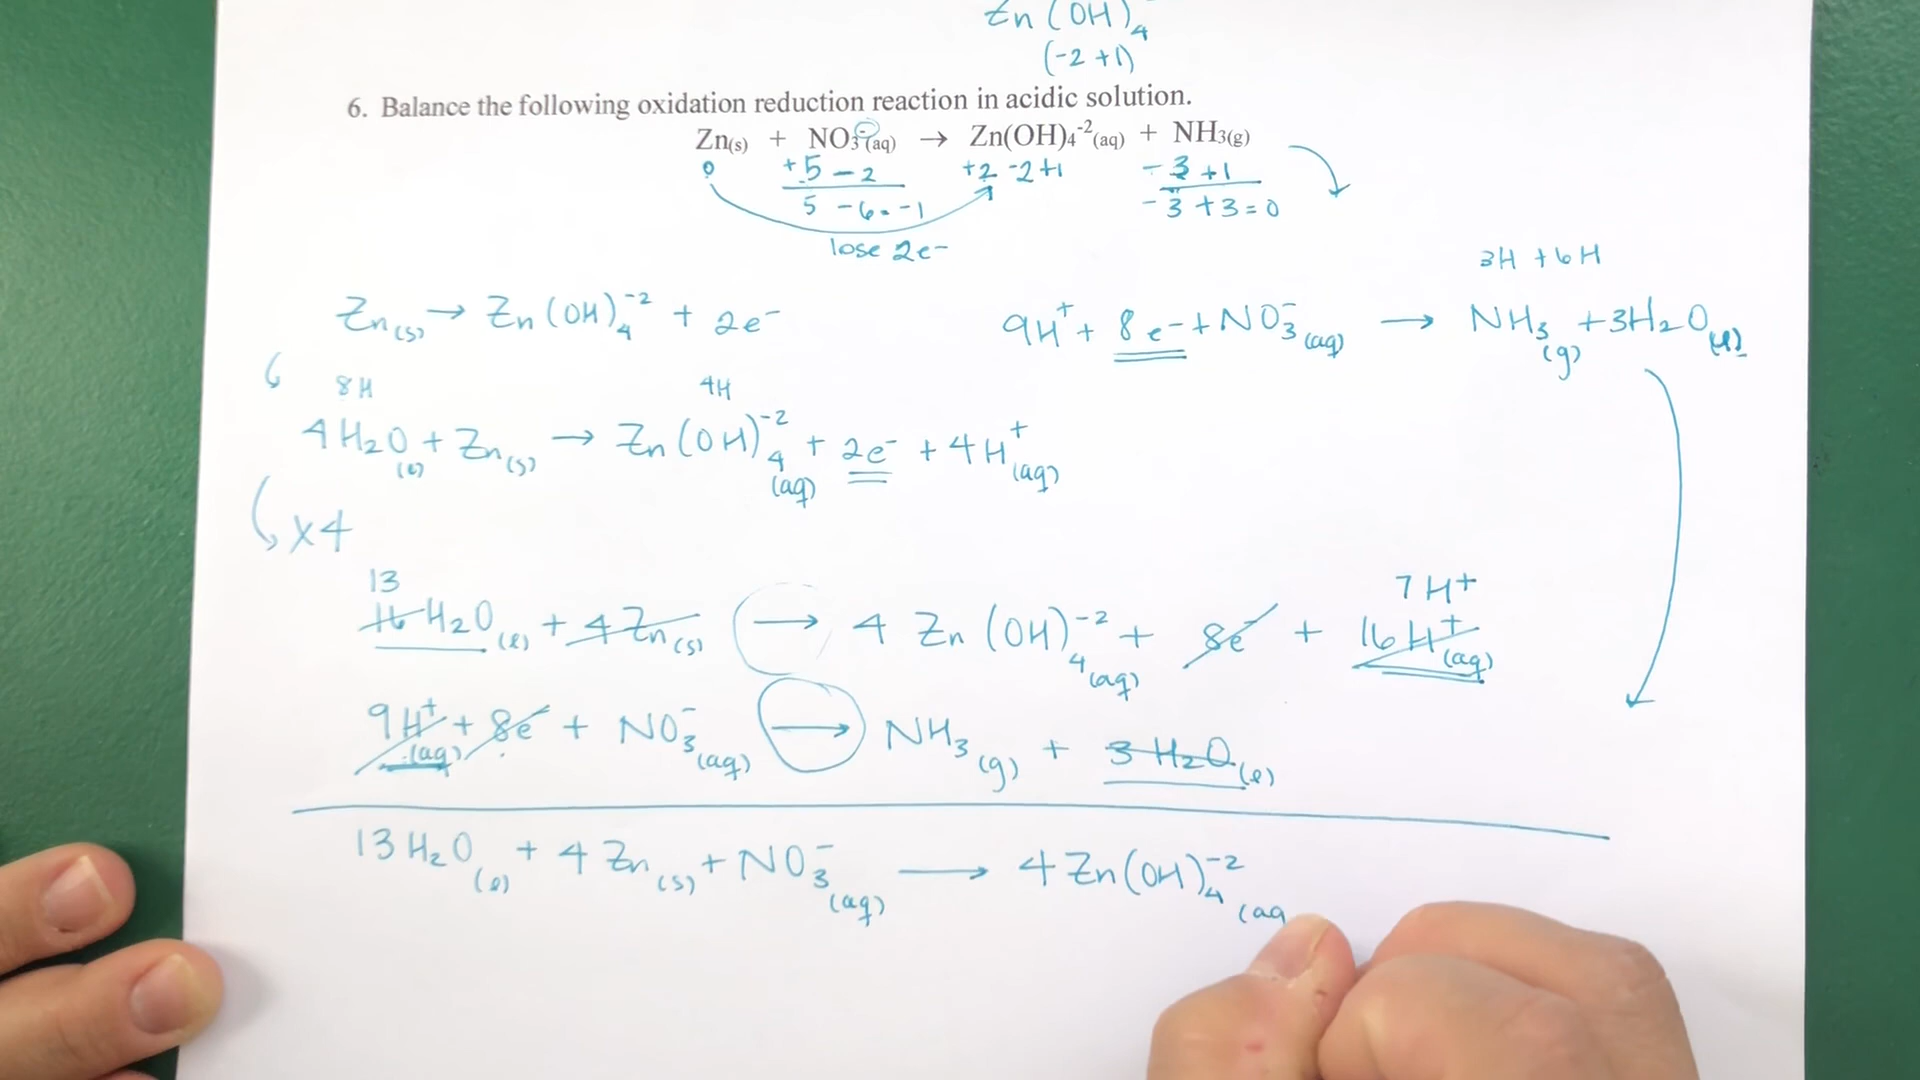 Zn (OH)₄
(-2 +1)
6. Balance the following oxidation reduction reaction in acidic solution.
Zn(s) + NO₃⁻(aq) → Zn(OH)₄⁻²(aq) + NH₃(g)
0 +5 -2 +2 -2 +1 -3 +1
5 -6 = -1 -3 +3 = 0
lose 2e⁻
3H + 6H
Zn(s) → Zn(OH)₄⁻² + 2e⁻
9H⁺ + 8e⁻ + NO₃⁻(aq) → NH₃(g) + 3H₂O(l)
8H 4H
4H₂O(l) + Zn(s) → Zn(OH)₄⁻²(aq) + 2e⁻ + 4H⁺(aq)
x4
13 7H⁺
16 H₂O(l) + 4Zn(s) → 4 Zn(OH)₄⁻²(aq) + 8e⁻ + 16H⁺(aq)
9H⁺(aq) + 8e⁻ + NO₃⁻(aq) → NH₃(g) + 3H₂O(l)
13 H₂O(l) + 4 Zn(s) + NO₃⁻(aq) → 4 Zn(OH)₄⁻²(aq